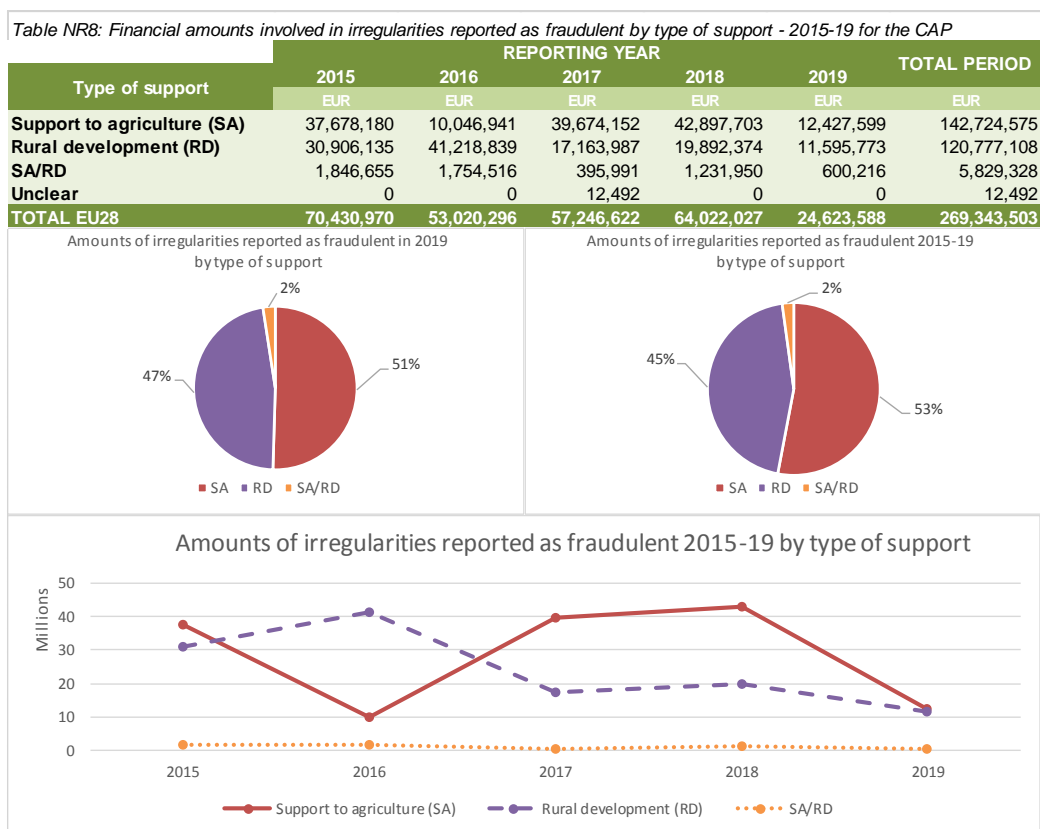 Table NR8: Financial amounts involved in irregularities reported as fraudulent by type of support - 2015-19 for the CAP
Type of support REPORTING YEAR TOTAL PERIOD
2015 2016 2017 2018 2019
EUR EUR EUR EUR EUR EUR
Support to agriculture (SA) 37,678,180 10,046,941 39,674,152 42,897,703 12,427,599 142,724,575
Rural development (RD) 30,906,135 41,218,839 17,163,987 19,892,374 11,595,773 120,777,108
SA/RD 1,846,655 1,754,516 395,991 1,231,950 600,216 5,829,328
Unclear 0 0 12,492 0 0 12,492
TOTAL EU28 70,430,970 53,020,296 57,246,622 64,022,027 24,623,588 269,343,503
Amounts of irregularities reported as fraudulent in 2019
by type of support
2%
47%
51%
SA RD SA/RD
Amounts of irregularities reported as fraudulent 2015-19
by type of support
2%
45%
53%
SA RD SA/RD
Amounts of irregularities reported as fraudulent 2015-19 by type of support
Millions
50
40
30
20
10
0
2015 2016 2017 2018 2019
Support to agriculture (SA) Rural development (RD) SA/RD